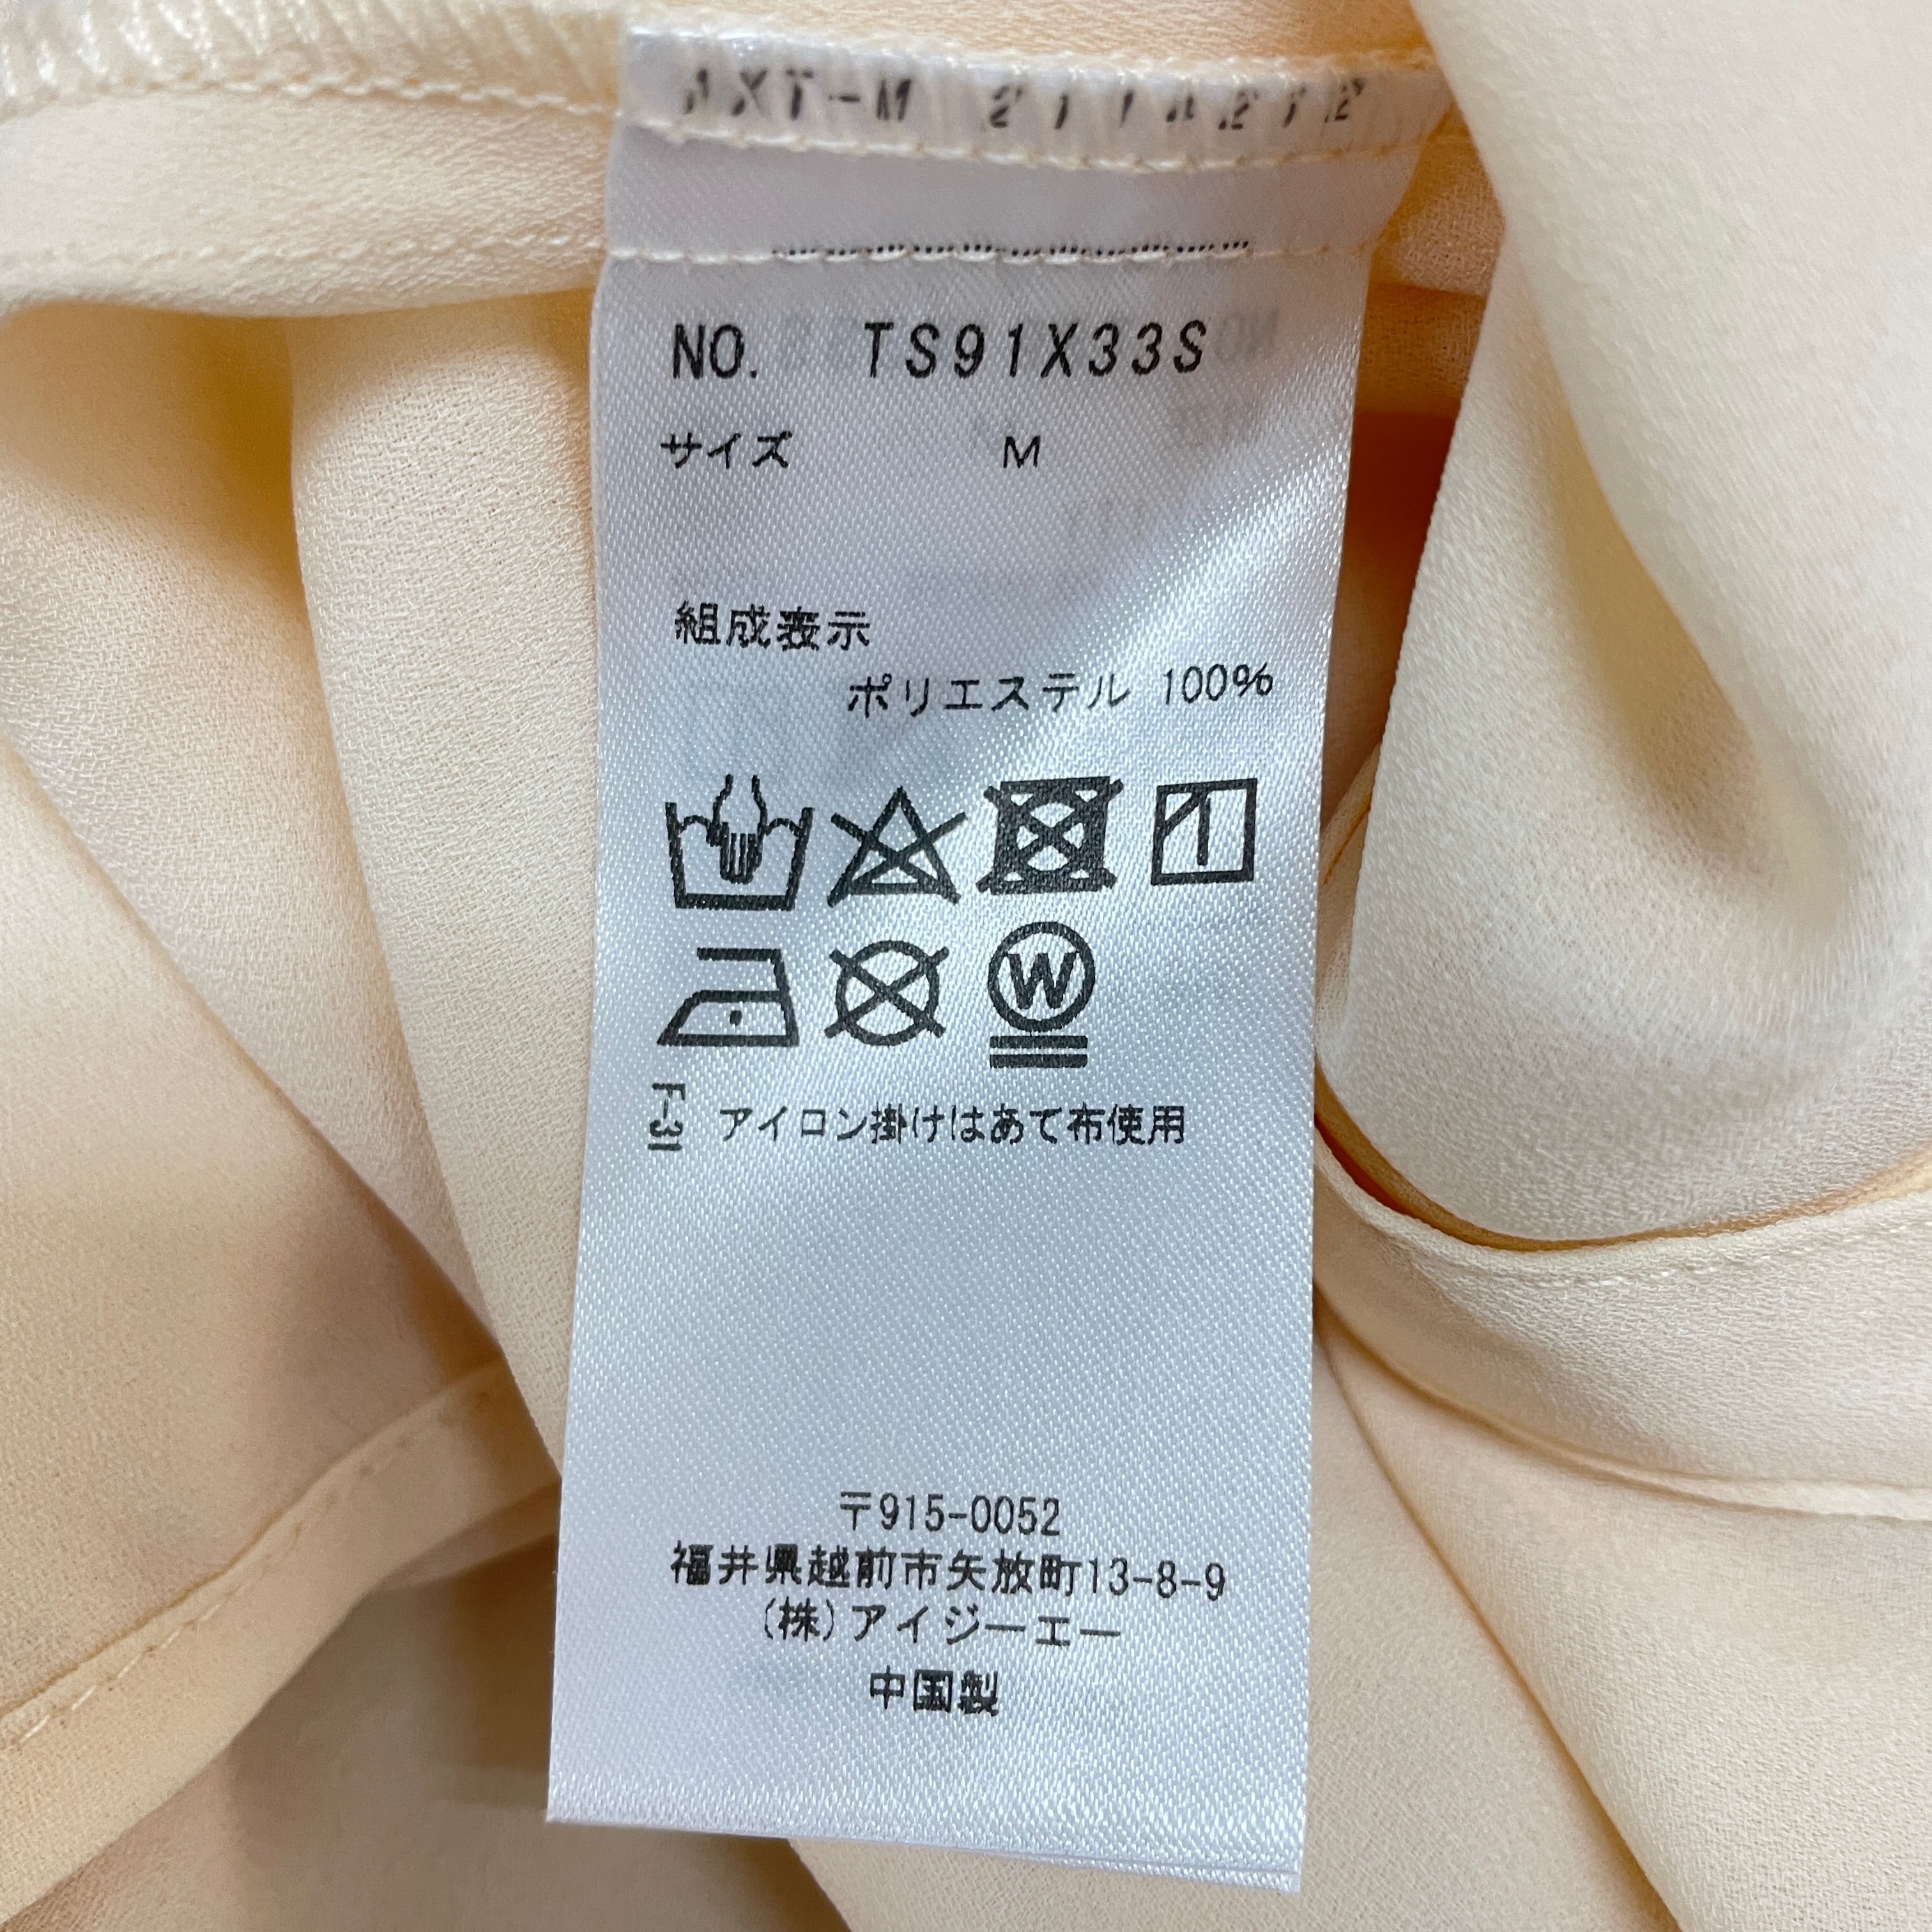 NO. TS91X33S
サイズ M
組成表示
ポリエステル 100%
W
F-31 アイロン掛けはあて布使用
〒915-0052
福井県越前市矢放町13-8-9
(株)アイジーエー
中国製